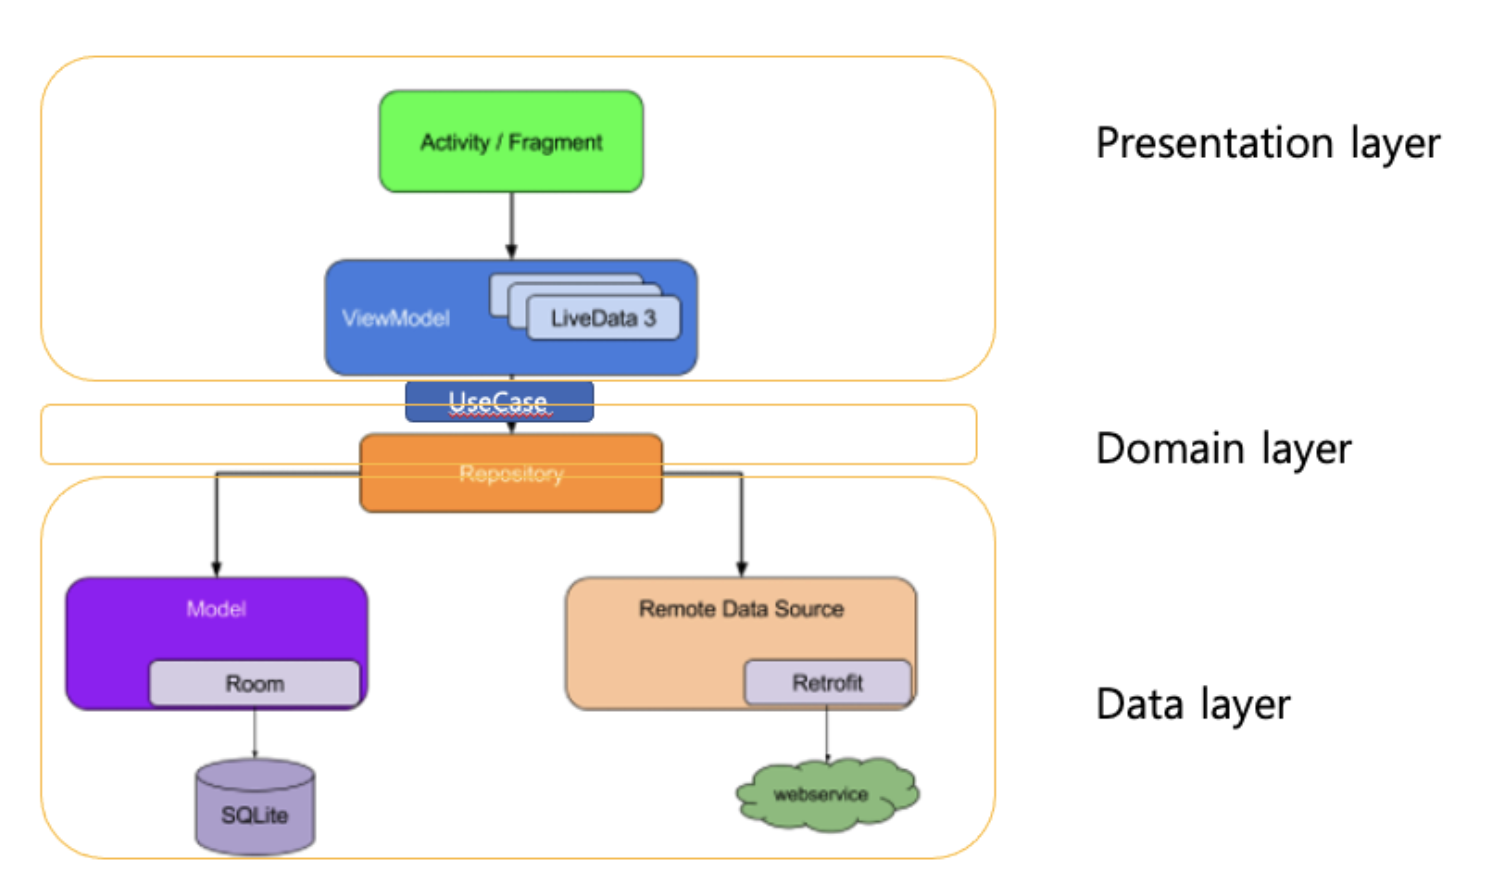 Activity / Fragment
Presentation layer
ViewModel
LiveData 3
UseCase
Domain layer
Repository
Model
Remote Data Source
Room
Retrofit
Data layer
SQLite
webservice